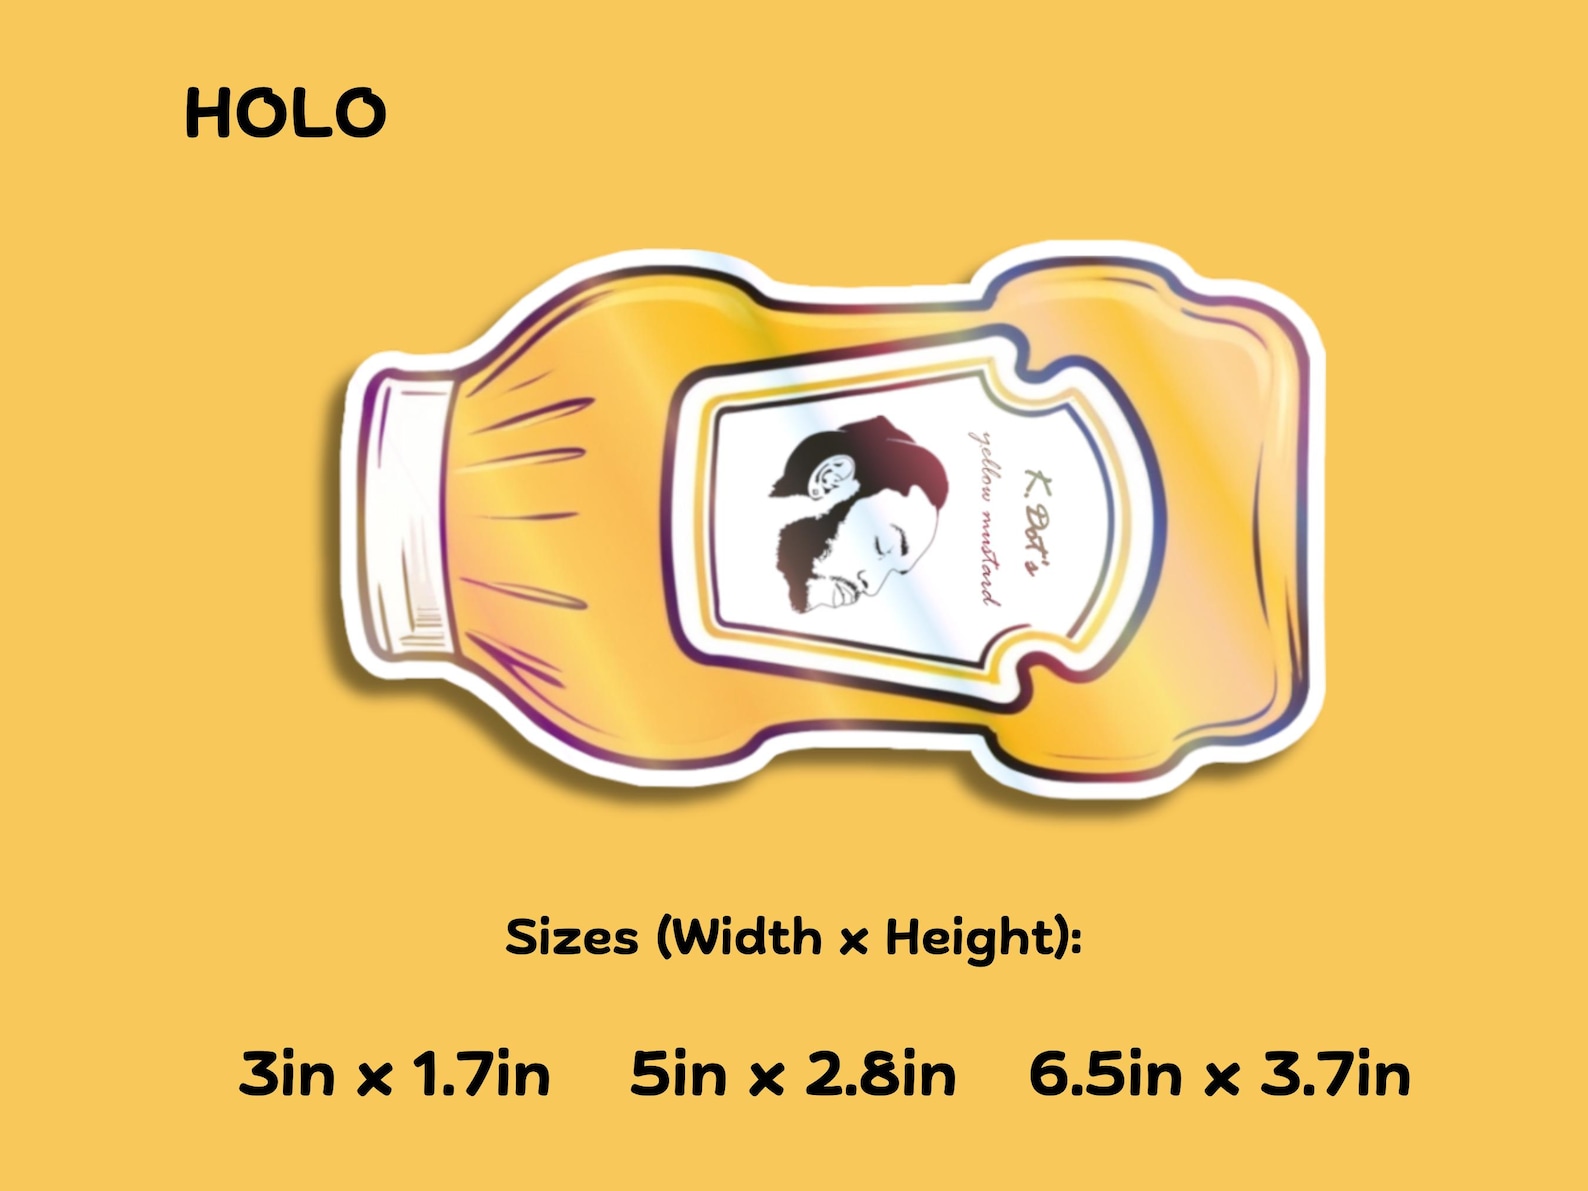 HOLO
K. Dot's
yellow mustard
Sizes (Width x Height):
3in x 1.7in 5in x 2.8in 6.5in x 3.7in